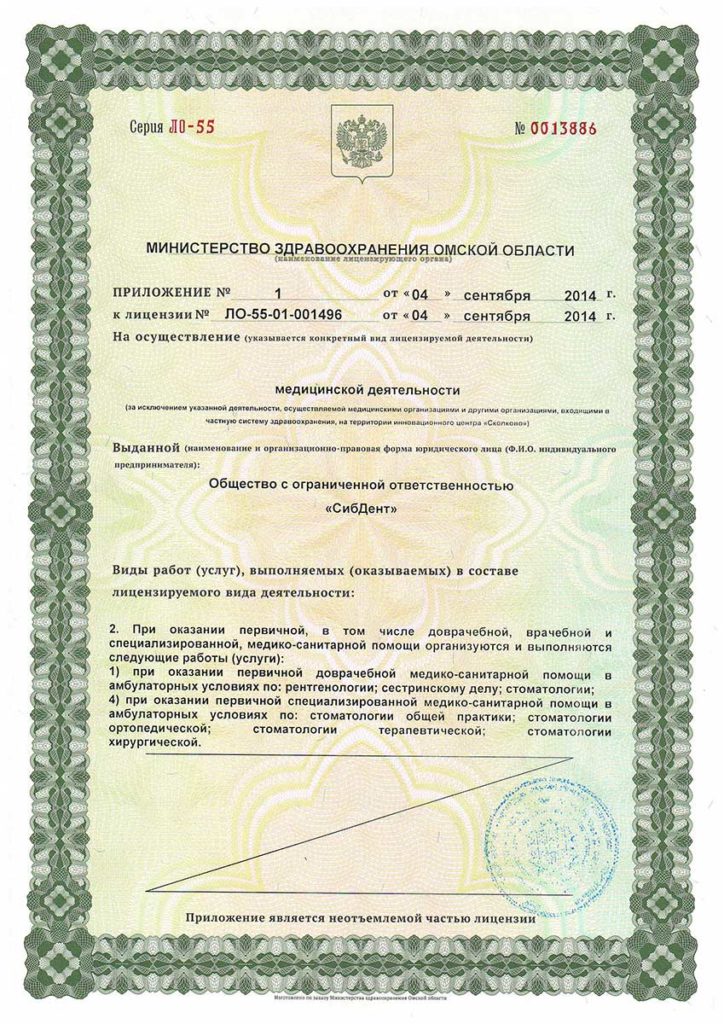 Серия ЛО-55
№ 0013886
МИНИСТЕРСТВО ЗДРАВООХРАНЕНИЯ ОМСКОЙ ОБЛАСТИ
(наименование лицензирующего органа)
ПРИЛОЖЕНИЕ № 1 от «04» сентября 2014 г.
к лицензии № ЛО-55-01-001496 от «04» сентября 2014 г.
На осуществление (указывается конкретный вид лицензируемой деятельности)
медицинской деятельности
(за исключением указанной деятельности, осуществляемой медицинскими организациями и другими организациями, входящими в
частную систему здравоохранения, на территории инновационного центра «Сколково»)
Выданной (наименование и организационно-правовая форма юридического лица (Ф.И.О. индивидуального
предпринимателя):
Общество с ограниченной ответственностью
«СибДент»
Виды работ (услуг), выполняемых (оказываемых) в составе
лицензируемого вида деятельности:
2. При оказании первичной, в том числе доврачебной, врачебной и
специализированной, медико-санитарной помощи организуются и выполняются
следующие работы (услуги):
1) при оказании первичной доврачебной медико-санитарной помощи в
амбулаторных условиях по: рентгенологии; сестринскому делу; стоматологии;
4) при оказании первичной специализированной медико-санитарной помощи в
амбулаторных условиях по: стоматологии общей практики; стоматологии
ортопедической; стоматологии терапевтической; стоматологии
хирургической.
Приложение является неотъемлемой частью лицензии
Изготовлено по заказу Министерства здравоохранения Омской области